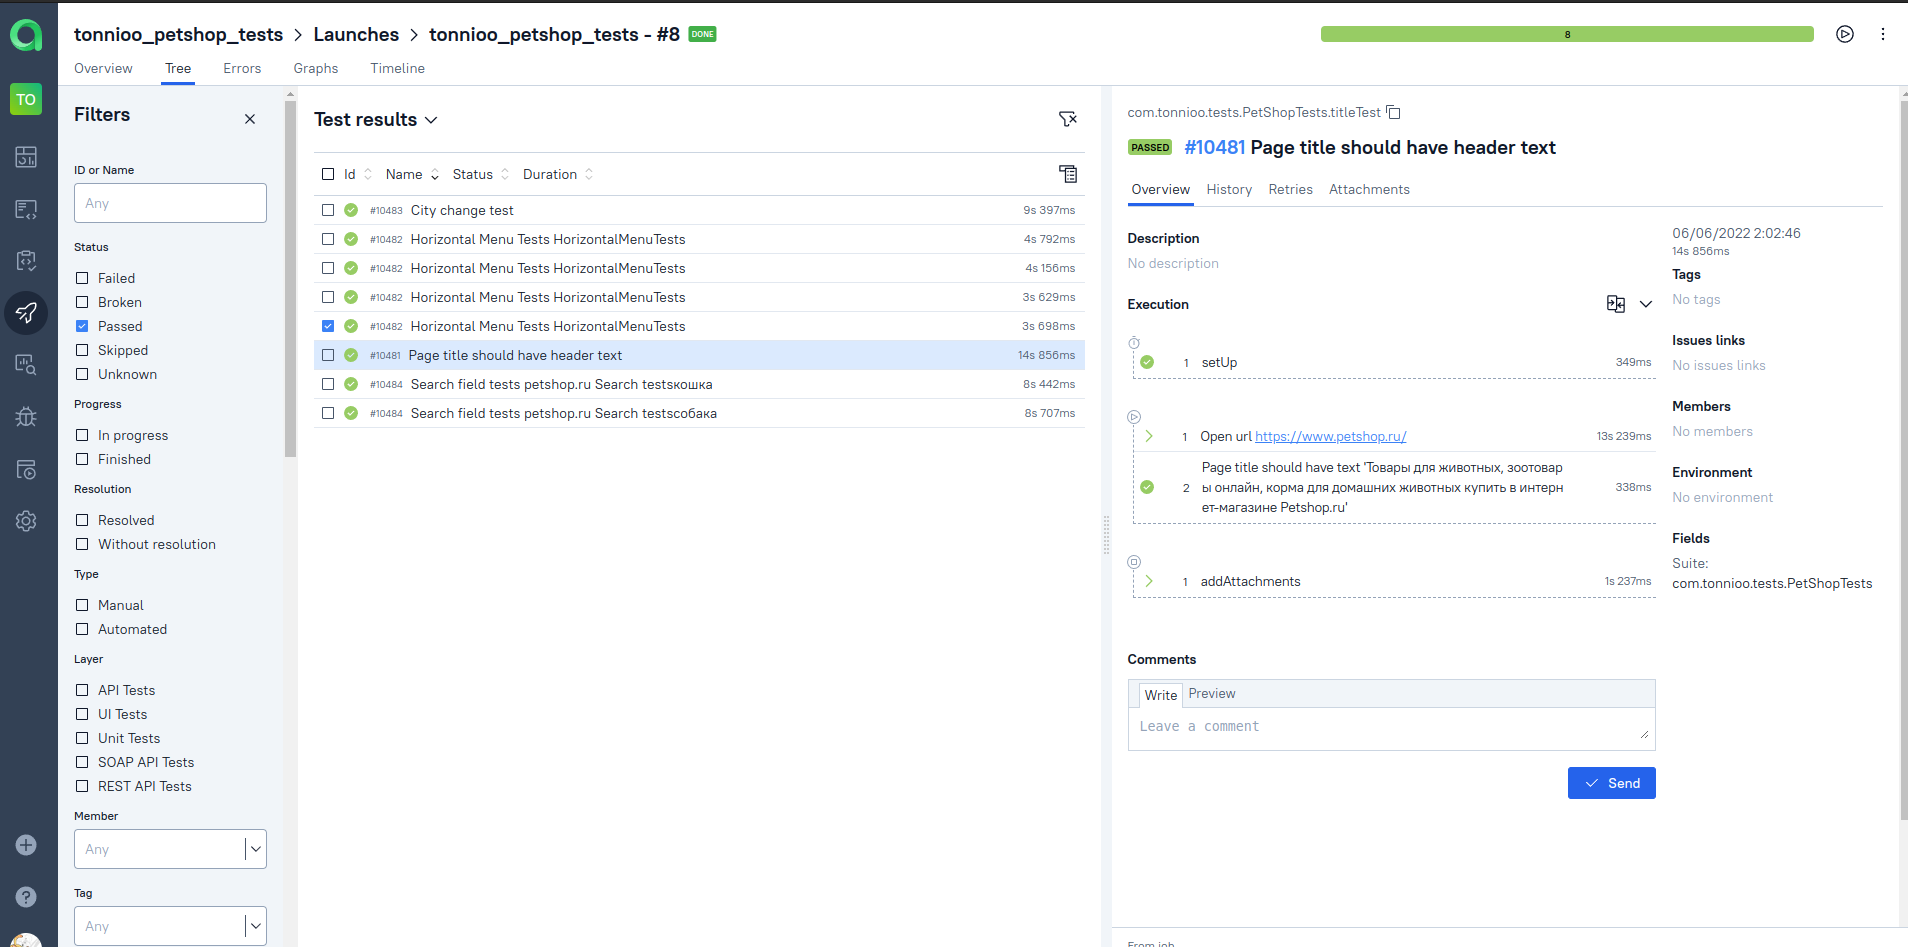 tonnioo_petshop_tests > Launches > tonnioo_petshop_tests - #8 DONE
8
Overview Tree Errors Graphs Timeline
TO
Filters
ID or Name
Any
Status
Failed
Broken
Passed
Skipped
Unknown
Progress
In progress
Finished
Resolution
Resolved
Without resolution
Type
Manual
Automated
Layer
API Tests
UI Tests
Unit Tests
SOAP API Tests
REST API Tests
Member
Any
Tag
Any
Test results
Id Name Status Duration
#10483 City change test 9s 397ms
#10482 Horizontal Menu Tests HorizontalMenuTests 4s 792ms
#10482 Horizontal Menu Tests HorizontalMenuTests 4s 156ms
#10482 Horizontal Menu Tests HorizontalMenuTests 3s 629ms
#10482 Horizontal Menu Tests HorizontalMenuTests 3s 698ms
#10481 Page title should have header text 14s 856ms
#10484 Search field tests petshop.ru Search testsкошка 8s 442ms
#10484 Search field tests petshop.ru Search testsсобака 8s 707ms
com.tonnioo.tests.PetShopTests.titleTest
PASSED #10481 Page title should have header text
Overview History Retries Attachments
Description
No description
Execution
1 setUp 349ms
1 Open url https://www.petshop.ru/ 13s 239ms
Page title should have text 'Товары для животных, зоотовар
2 ы онлайн, корма для домашних животных купить в интерн 338ms
ет-магазине Petshop.ru'
1 addAttachments 1s 237ms
Comments
Write Preview
Leave a comment
Send
06/06/2022 2:02:46
14s 856ms
Tags
No tags
Issues links
No issues links
Members
No members
Environment
No environment
Fields
Suite:
com.tonnioo.tests.PetShopTests
From job